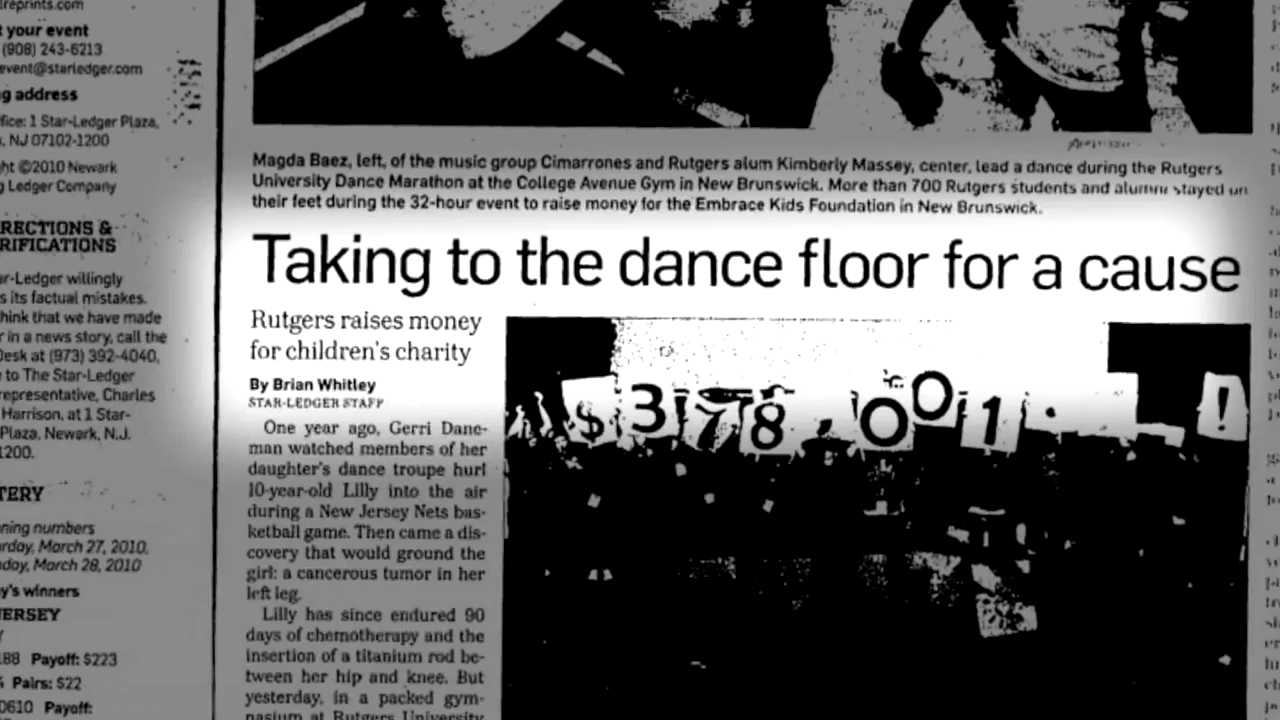 reprints.com
t your event
(908) 243-6213
event@starledger.com
g address
fice: 1 Star-Ledger Plaza,
NJ 07102-1200
ht ©2010 Newark
g Ledger Company
RECTIONS &
RIFICATIONS
ar-Ledger willingly
s its factual mistakes.
hink that we have made
r in a news story, call the
Desk at (973) 392-4040,
to The Star-Ledger
representative, Charles
Harrison, at 1 Star-
Plaza, Newark, N.J.
1200.
TERY
ning numbers
rday, March 27, 2010,
day, March 28, 2010
y's winners
JERSEY
188 Payoff: $223
Pairs: $22
0610 Payoff:
Magda Baez, left, of the music group Cimarrones and Rutgers alum Kimberly Massey, center, lead a dance during the Rutgers
University Dance Marathon at the College Avenue Gym in New Brunswick. More than 700 Rutgers students and alumni stayed on
their feet during the 32-hour event to raise money for the Embrace Kids Foundation in New Brunswick.
Taking to the dance floor for a cause
Rutgers raises money
for children's charity
By Brian Whitley
STAR-LEDGER STAFF
One year ago, Gerri Dane-
man watched members of her
daughter's dance troupe hurl
10-year-old Lilly into the air
during a New Jersey Nets bas-
ketball game. Then came a dis-
covery that would ground the
girl: a cancerous tumor in her
left leg.
Lilly has since endured 90
days of chemotherapy and the
insertion of a titanium rod be-
tween her hip and knee. But
yesterday, in a packed gym-
nasium at Rutgers University
$378,001. !